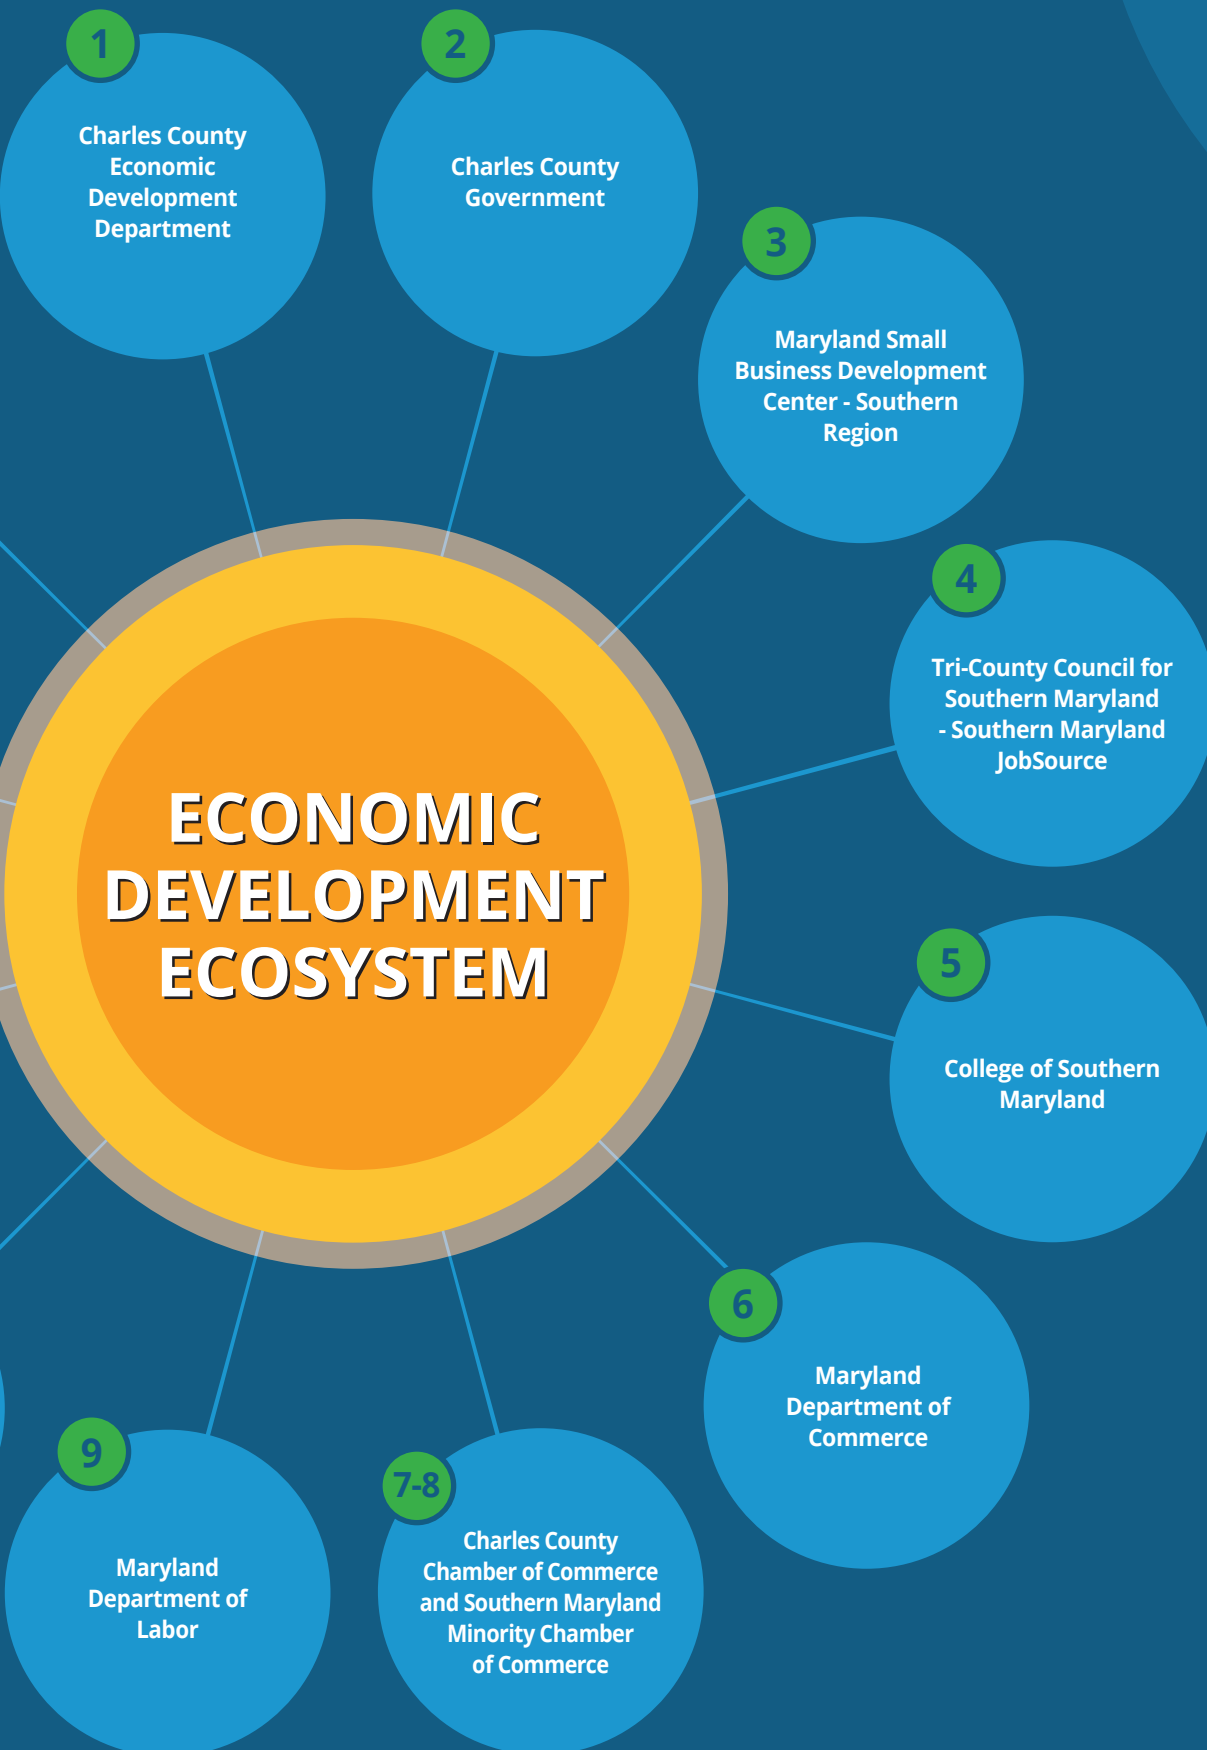 1
Charles County
Economic
Development
Department
2
Charles County
Government
3
Maryland Small
Business Development
Center - Southern
Region
4
Tri-County Council for
Southern Maryland
- Southern Maryland
JobSource
ECONOMIC
DEVELOPMENT
ECOSYSTEM
5
College of Southern
Maryland
6
Maryland
Department of
Commerce
7-8
Charles County
Chamber of Commerce
and Southern Maryland
Minority Chamber
of Commerce
9
Maryland
Department of
Labor